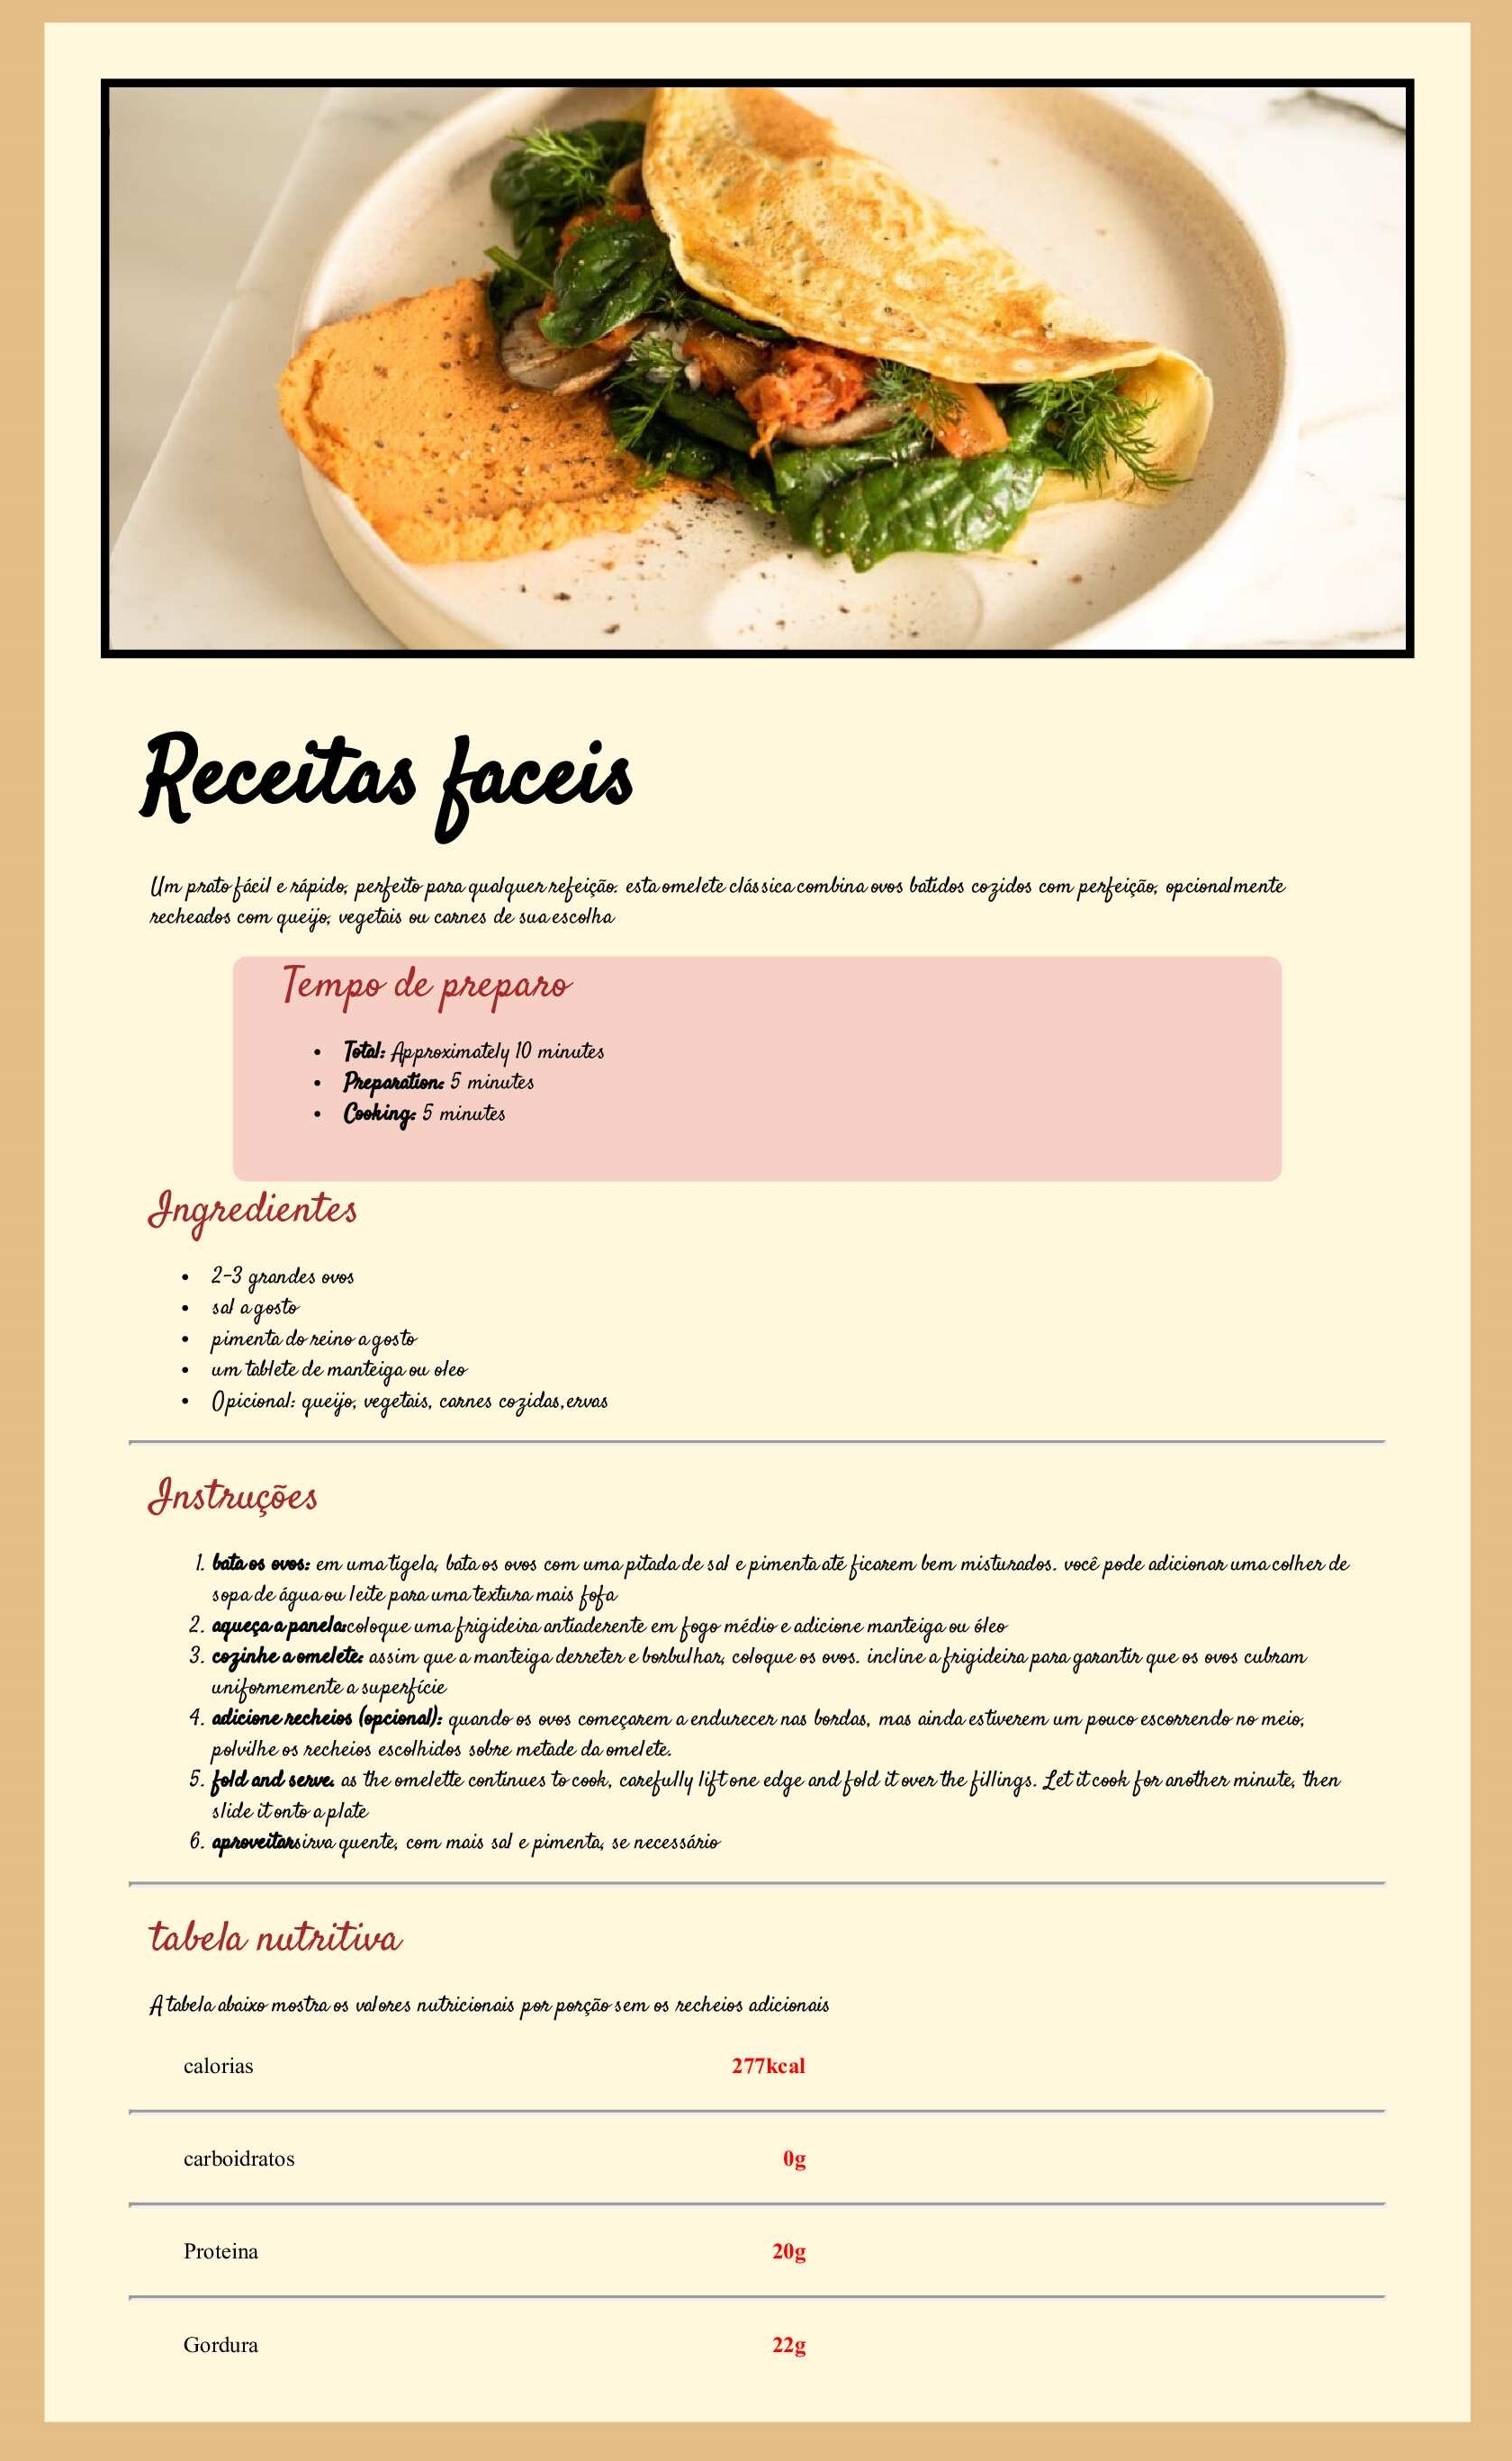 Receitas faceis
Um prato fácil e rápido, perfeito para qualquer refeição. esta omelete clássica combina ovos batidos cozidos com perfeição, opcionalmente
recheados com queijo, vegetais ou carnes de sua escolha
Tempo de preparo
• Total: Approximately 10 minutes
• Preparation: 5 minutes
• Cooking: 5 minutes
Ingredientes
• 2-3 grandes ovos
• sal a gosto
• pimenta do reino a gosto
• um tablete de manteiga ou oleo
• Opicional: queijo, vegetais, carnes cozidas,ervas
Instruções
1. bata os ovos: em uma tigela, bata os ovos com uma pitada de sal e pimenta até ficarem bem misturados. você pode adicionar uma colher de
sopa de água ou leite para uma textura mais fofa
2. aqueça a panela:coloque uma frigideira antiaderente em fogo médio e adicione manteiga ou óleo
3. cozinhe a omelete: assim que a manteiga derreter e borbulhar, coloque os ovos. incline a frigideira para garantir que os ovos cubram
uniformemente a superfície
4. adicione recheios (opcional): quando os ovos começarem a endurecer nas bordas, mas ainda estiverem um pouco escorrendo no meio,
polvilhe os recheios escolhidos sobre metade da omelete.
5. fold and serve. as the omelette continues to cook, carefully lift one edge and fold it over the fillings. Let it cook for another minute, then
slide it onto a plate
6. aproveitarsirva quente, com mais sal e pimenta, se necessário
tabela nutritiva
A tabela abaixo mostra os valores nutricionais por porção sem os recheios adicionais
calorias 277kcal
carboidratos 0g
Proteina 20g
Gordura 22g